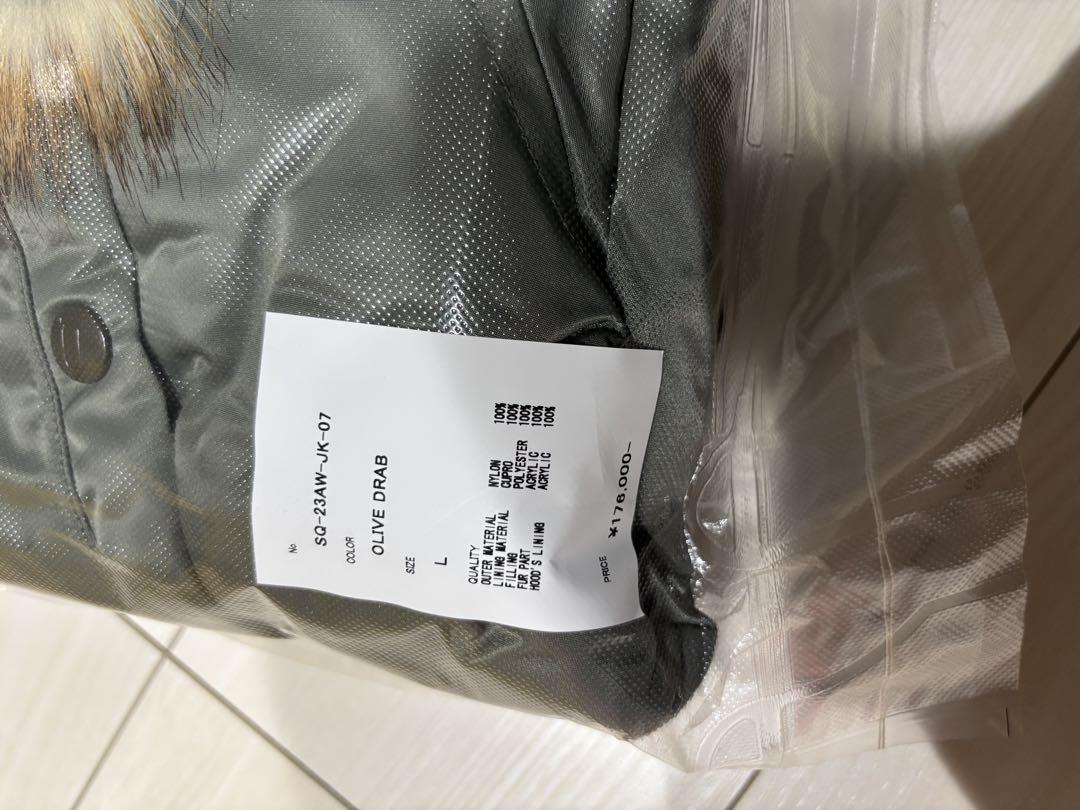 No. SQ-23AW-JK-07
COLOR
OLIVE DRAB
SIZE
L
QUALITY
OUTER MATERIAL NYLON 100%
LINING MATERIAL CUPRO 100%
FILLING POLYESTER 100%
FUR PART ACRYLIC 100%
HOOD'S LINING ACRYLIC 100%
PRICE ¥176,000-